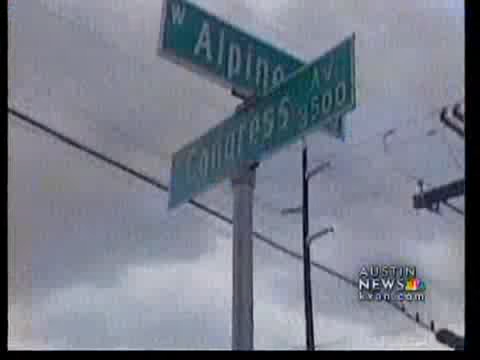 W Alpine
Congress AV
3500
AUSTIN
NEWS
kxan.com